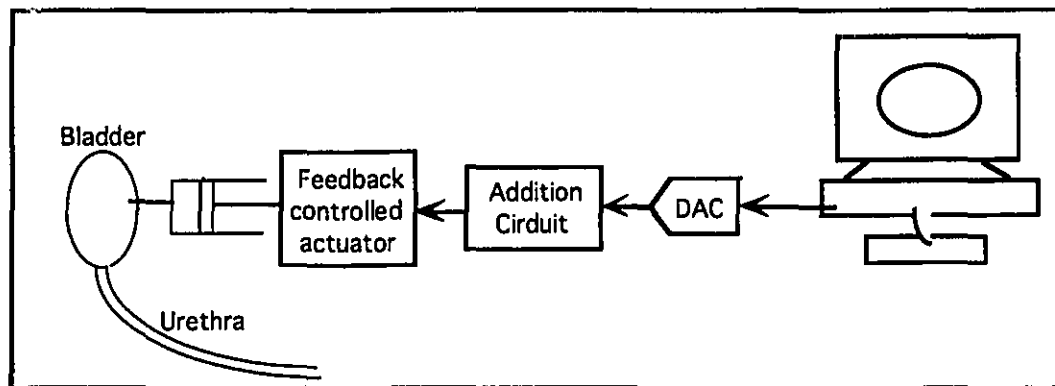 Bladder
Feedback
controlled
actuator
Addition
Cirduit
DAC
Urethra